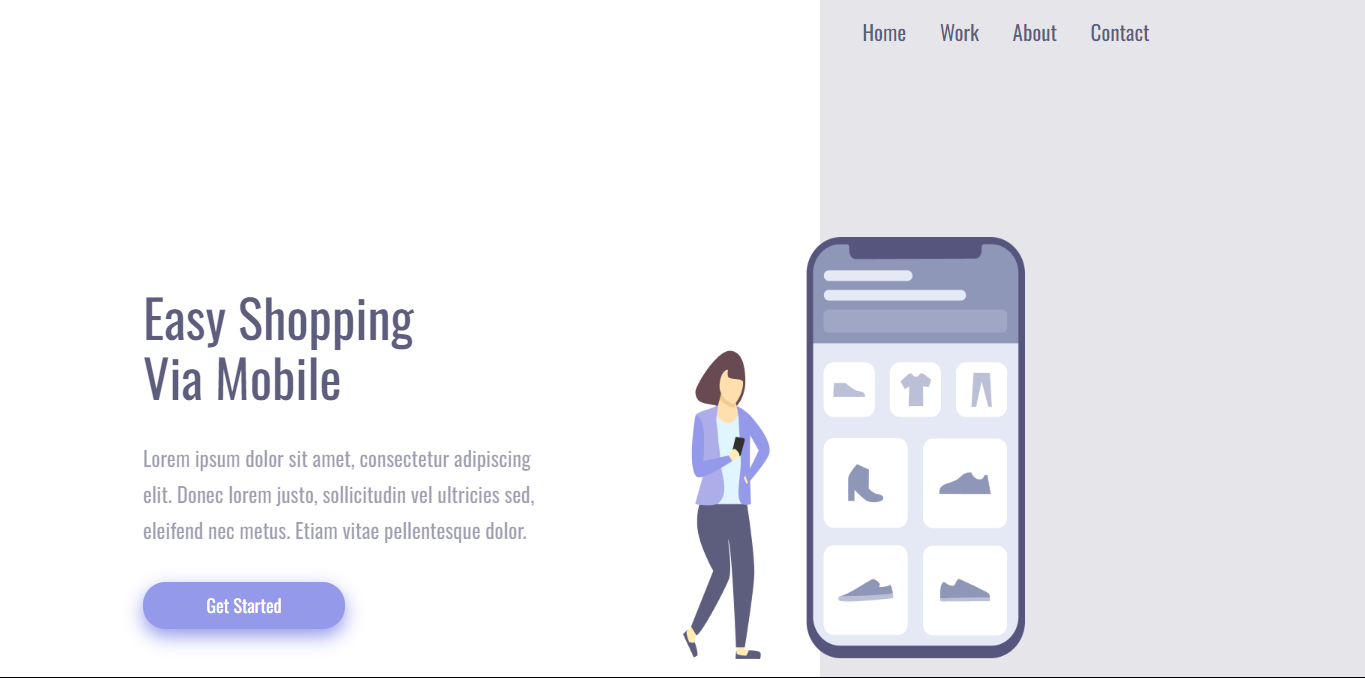 Home Work About Contact
Easy Shopping
Via Mobile
Lorem ipsum dolor sit amet, consectetur adipiscing
elit. Donec lorem justo, sollicitudin vel ultricies sed,
eleifend nec metus. Etiam vitae pellentesque dolor.
Get Started